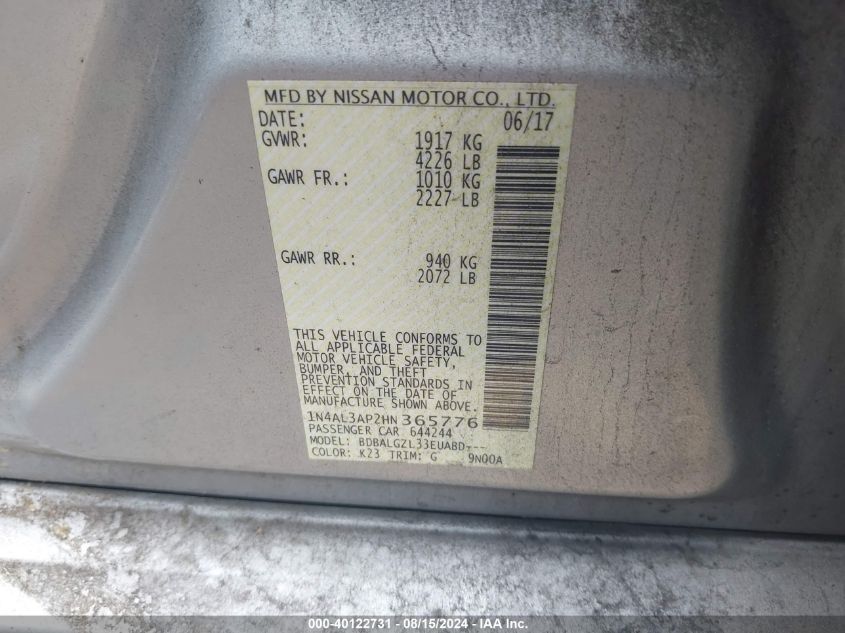 MFD BY NISSAN MOTOR CO., LTD.
DATE: 06/17
GVWR: 1917 KG
4226 LB
GAWR FR.: 1010 KG
2227 LB
GAWR RR.: 940 KG
2072 LB
THIS VEHICLE CONFORMS TO
ALL APPLICABLE FEDERAL
MOTOR VEHICLE SAFETY,
BUMPER, AND THEFT
PREVENTION STANDARDS IN
EFFECT ON THE DATE OF
MANUFACTURE SHOWN ABOVE.
1N4AL3AP2HN365776
PASSENGER CAR 644244
MODEL: BDBALGZL33EUABD---
COLOR: K23 TRIM: G 9N00A
000-40122731 - 08/15/2024 - IAA Inc.